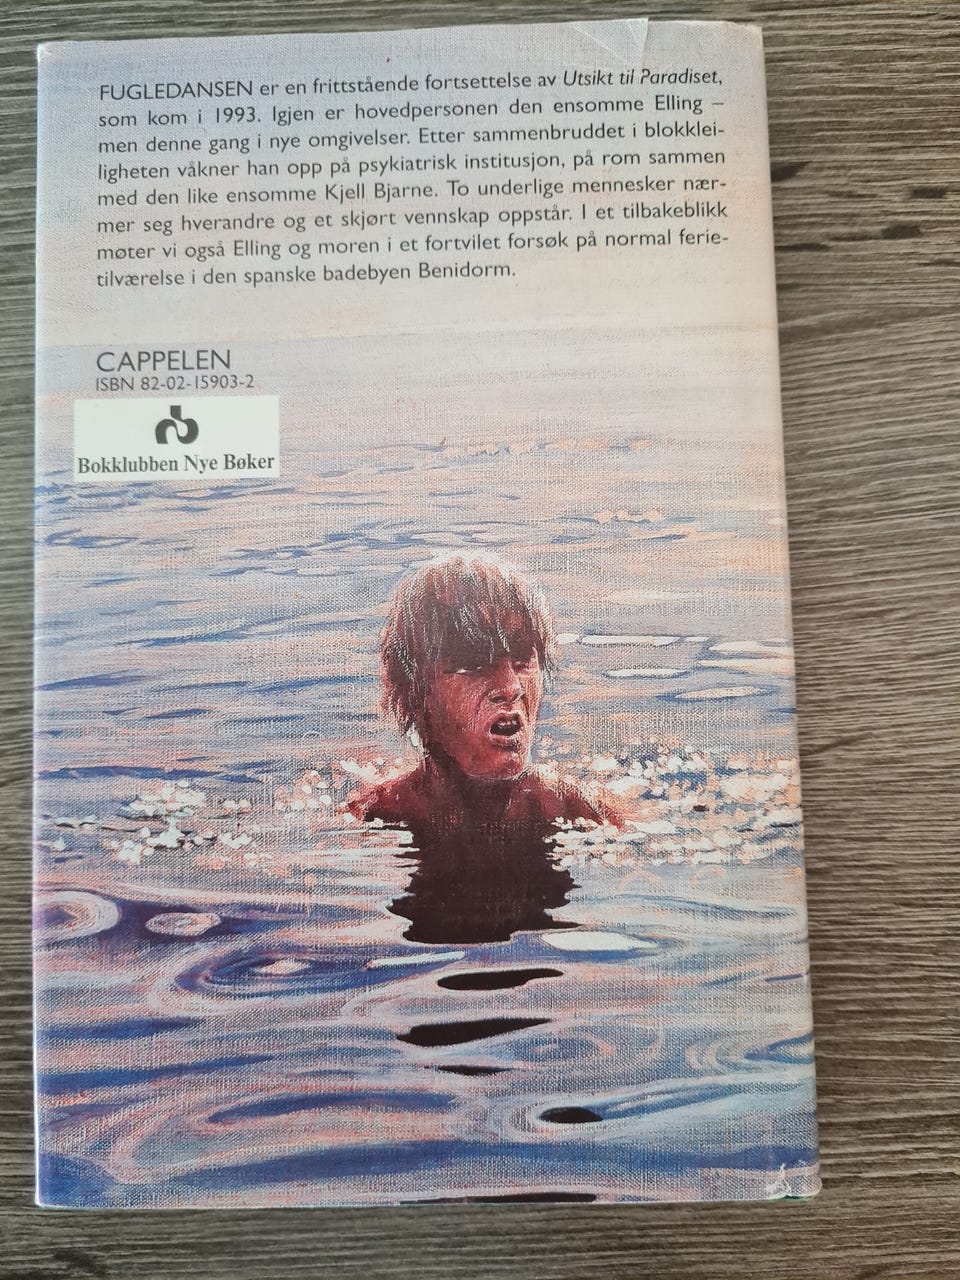 FUGLEDANSEN er en frittstående fortsettelse av Utsikt til Paradiset,
som kom i 1993. Igjen er hovedpersonen den ensomme Elling –
men denne gang i nye omgivelser. Etter sammenbruddet i blokklei-
ligheten våkner han opp på psykiatrisk institusjon, på rom sammen
med den like ensomme Kjell Bjarne. To underlige mennesker nær-
mer seg hverandre og et skjørt vennskap oppstår. I et tilbakeblikk
møter vi også Elling og moren i et fortvilet forsøk på normal ferie-
tilværelse i den spanske badebyen Benidorm.
CAPPELEN
ISBN 82-02-15903-2
Bokklubben Nye Bøker